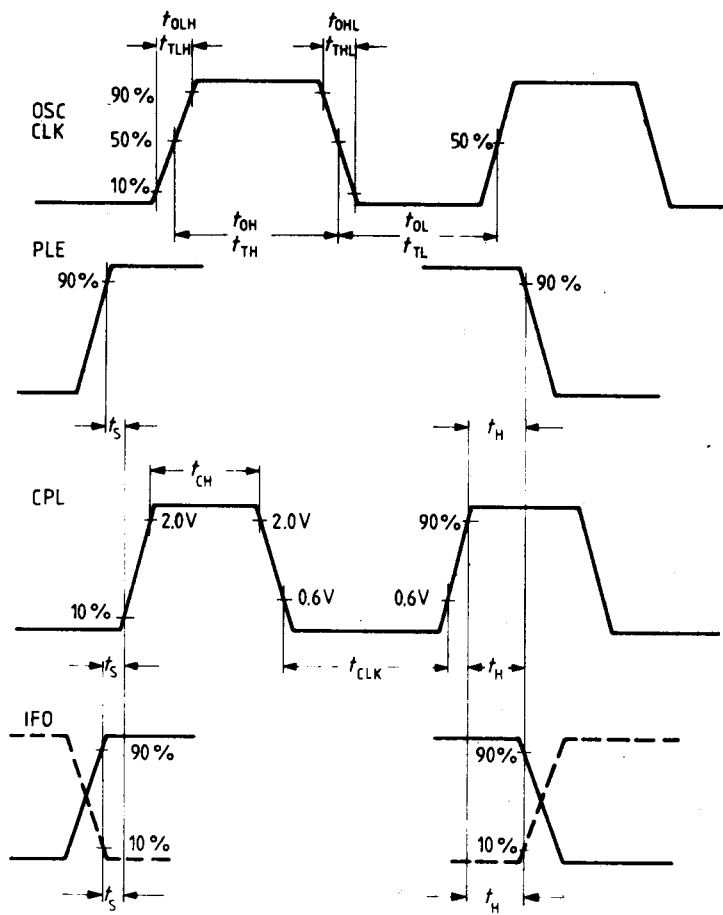 tOLH tOHL
tTLH tTHL
90%
OSC
CLK
50% 50%
10%
tOH tOL
PLE tTH tTL
90% 90%
tS tH
tCH
CPL
2.0V 2.0V 90%
10% 0,6V 0,6V
tS tCLK tH
IFO
90% 90%
10% 10%
tS tH